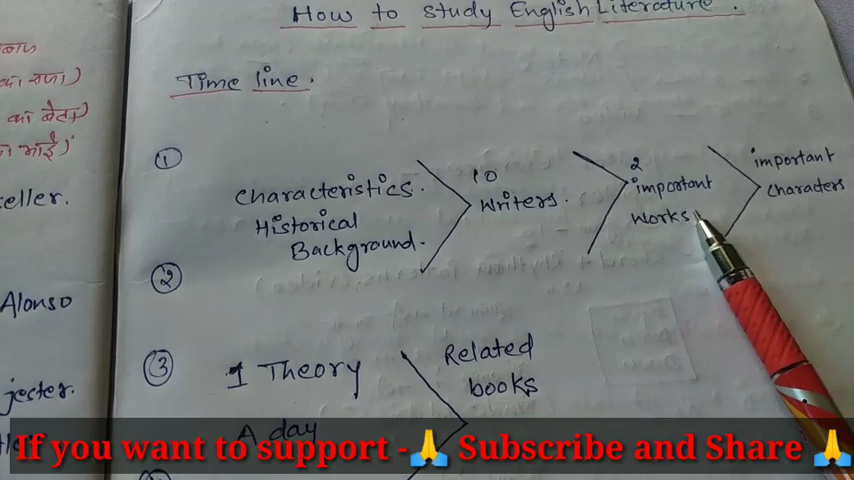 How to study English Literature.
का राजा)
का बेटा)
का भाई)
eller.
Alonso
jester.
Time line.
①
characteristics.
Historical
Background.
10
writers.
2
important
works
important
characters
②
③ 1 Theory
A day
Related
books
If you want to support -🙏 Subscribe and Share 🙏